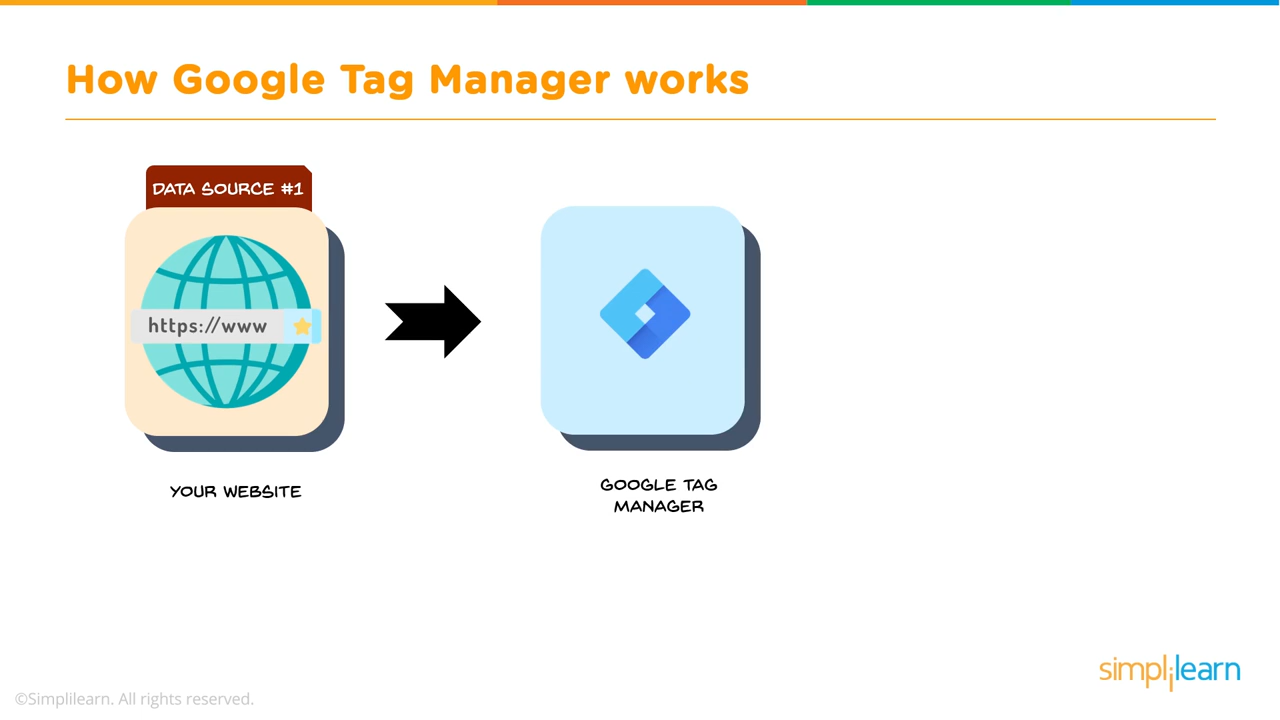 How Google Tag Manager works
DATA SOURCE #1
https://www
YOUR WEBSITE
GOOGLE TAG
MANAGER
simplilearn
©Simplilearn. All rights reserved.